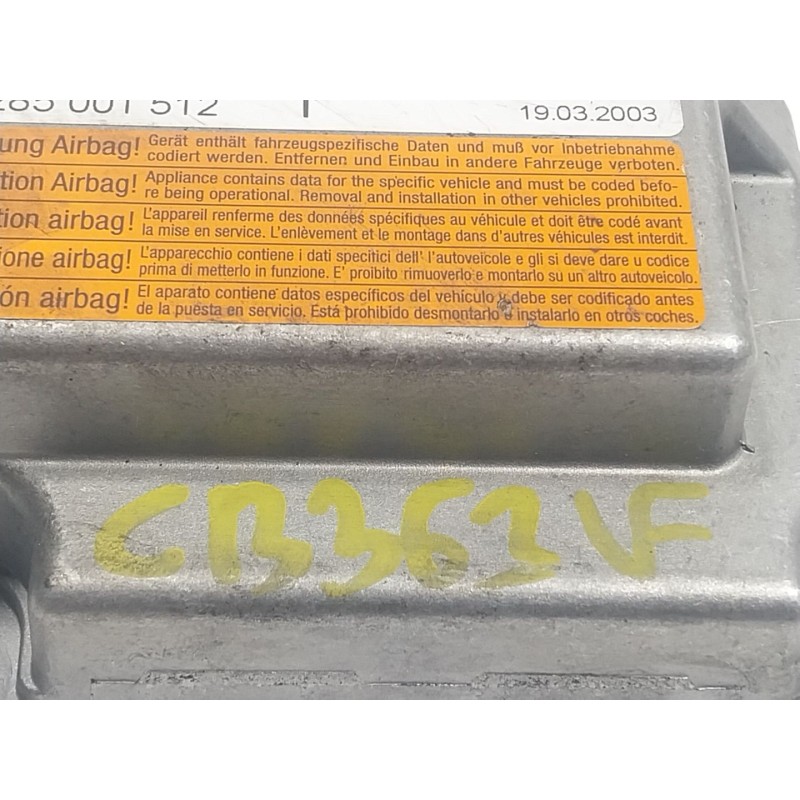 285 001 512
19.03.2003
ung Airbag! Gerät enthält fahrzeugspezifische Daten und muß vor Inbetriebnahme
codiert werden. Entfernen und Einbau in andere Fahrzeuge verboten.
tion Airbag! Appliance contains data for the specific vehicle and must be coded befo-
re being operational. Removal and installation in other vehicles prohibited.
tion airbag! L'appareil renferme des données spécifiques au véhicule et doit être codé avant
la mise en service. L'enlèvement et le montage dans d'autres véhicules est interdit.
ione airbag! L'apparecchio contiene i dati specitici dell' l'autoveicole e gli si deve dare u codice
prima di metterlo in funzione. E' proibito rimuoverlo e montarlo su un altro autoveicolo.
ón airbag! El aparato contiene datos específicos del vehículo y debe ser codificado antes
de la puesta en servicio. Está prohibido desmontarlo e instalarlo en otros coches.
CB363VF